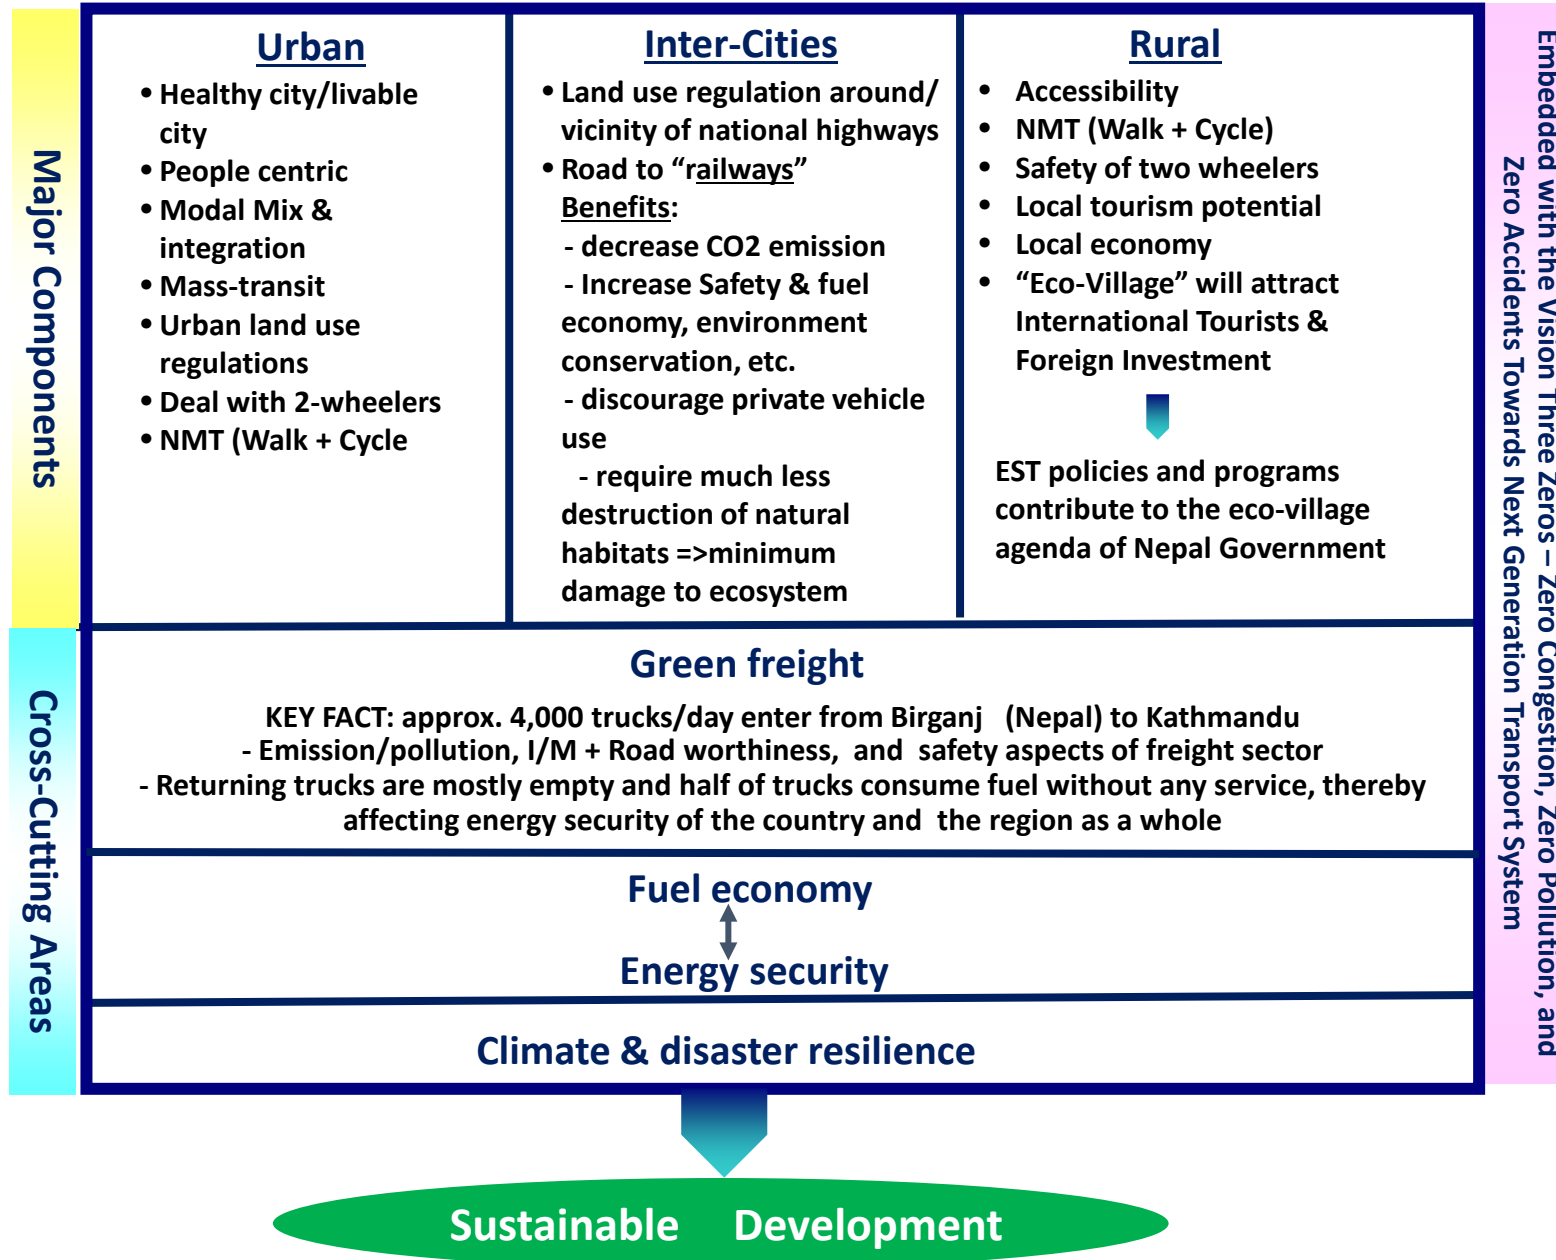 Major Components
Urban
• Healthy city/livable
city
• People centric
• Modal Mix &
integration
• Mass-transit
• Urban land use
regulations
• Deal with 2-wheelers
• NMT (Walk + Cycle
Inter-Cities
• Land use regulation around/
vicinity of national highways
• Road to “railways”
Benefits:
- decrease CO2 emission
- Increase Safety & fuel
economy, environment
conservation, etc.
- discourage private vehicle
use
- require much less
destruction of natural
habitats =>minimum
damage to ecosystem
Rural
• Accessibility
• NMT (Walk + Cycle)
• Safety of two wheelers
• Local tourism potential
• Local economy
• “Eco-Village” will attract
International Tourists &
Foreign Investment
EST policies and programs
contribute to the eco-village
agenda of Nepal Government
Cross-Cutting Areas
Green freight
KEY FACT: approx. 4,000 trucks/day enter from Birganj (Nepal) to Kathmandu
- Emission/pollution, I/M + Road worthiness, and safety aspects of freight sector
- Returning trucks are mostly empty and half of trucks consume fuel without any service, thereby
affecting energy security of the country and the region as a whole
Fuel economy
Energy security
Climate & disaster resilience
Embedded with the Vision Three Zeros – Zero Congestion, Zero Pollution, and
Zero Accidents Towards Next Generation Transport System
Sustainable Development